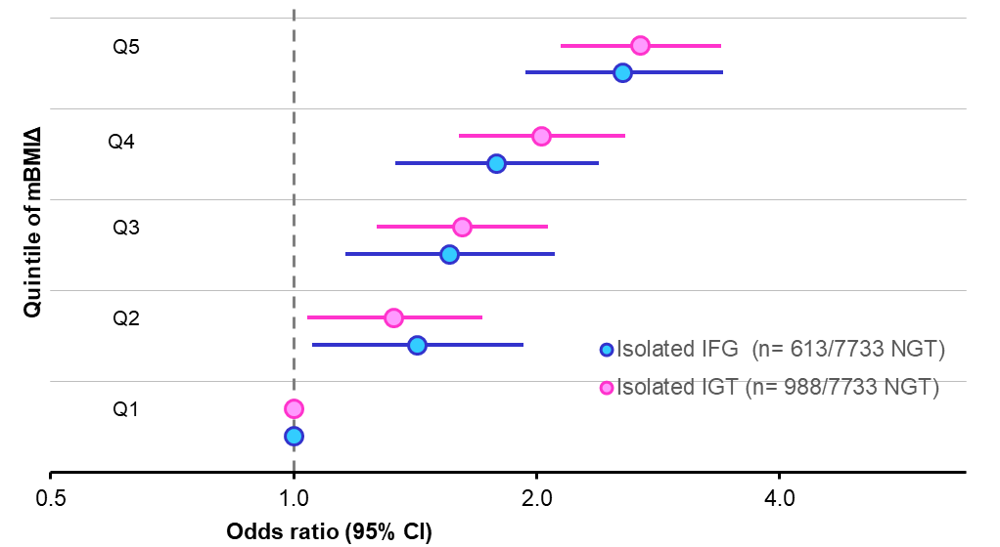 Quintile of mBMIΔ
Q5
Q4
Q3
Q2
Isolated IFG  (n= 613/7733 NGT)
Isolated IGT (n= 988/7733 NGT)
Q1
0.5 1.0 2.0 4.0
Odds ratio (95% CI)